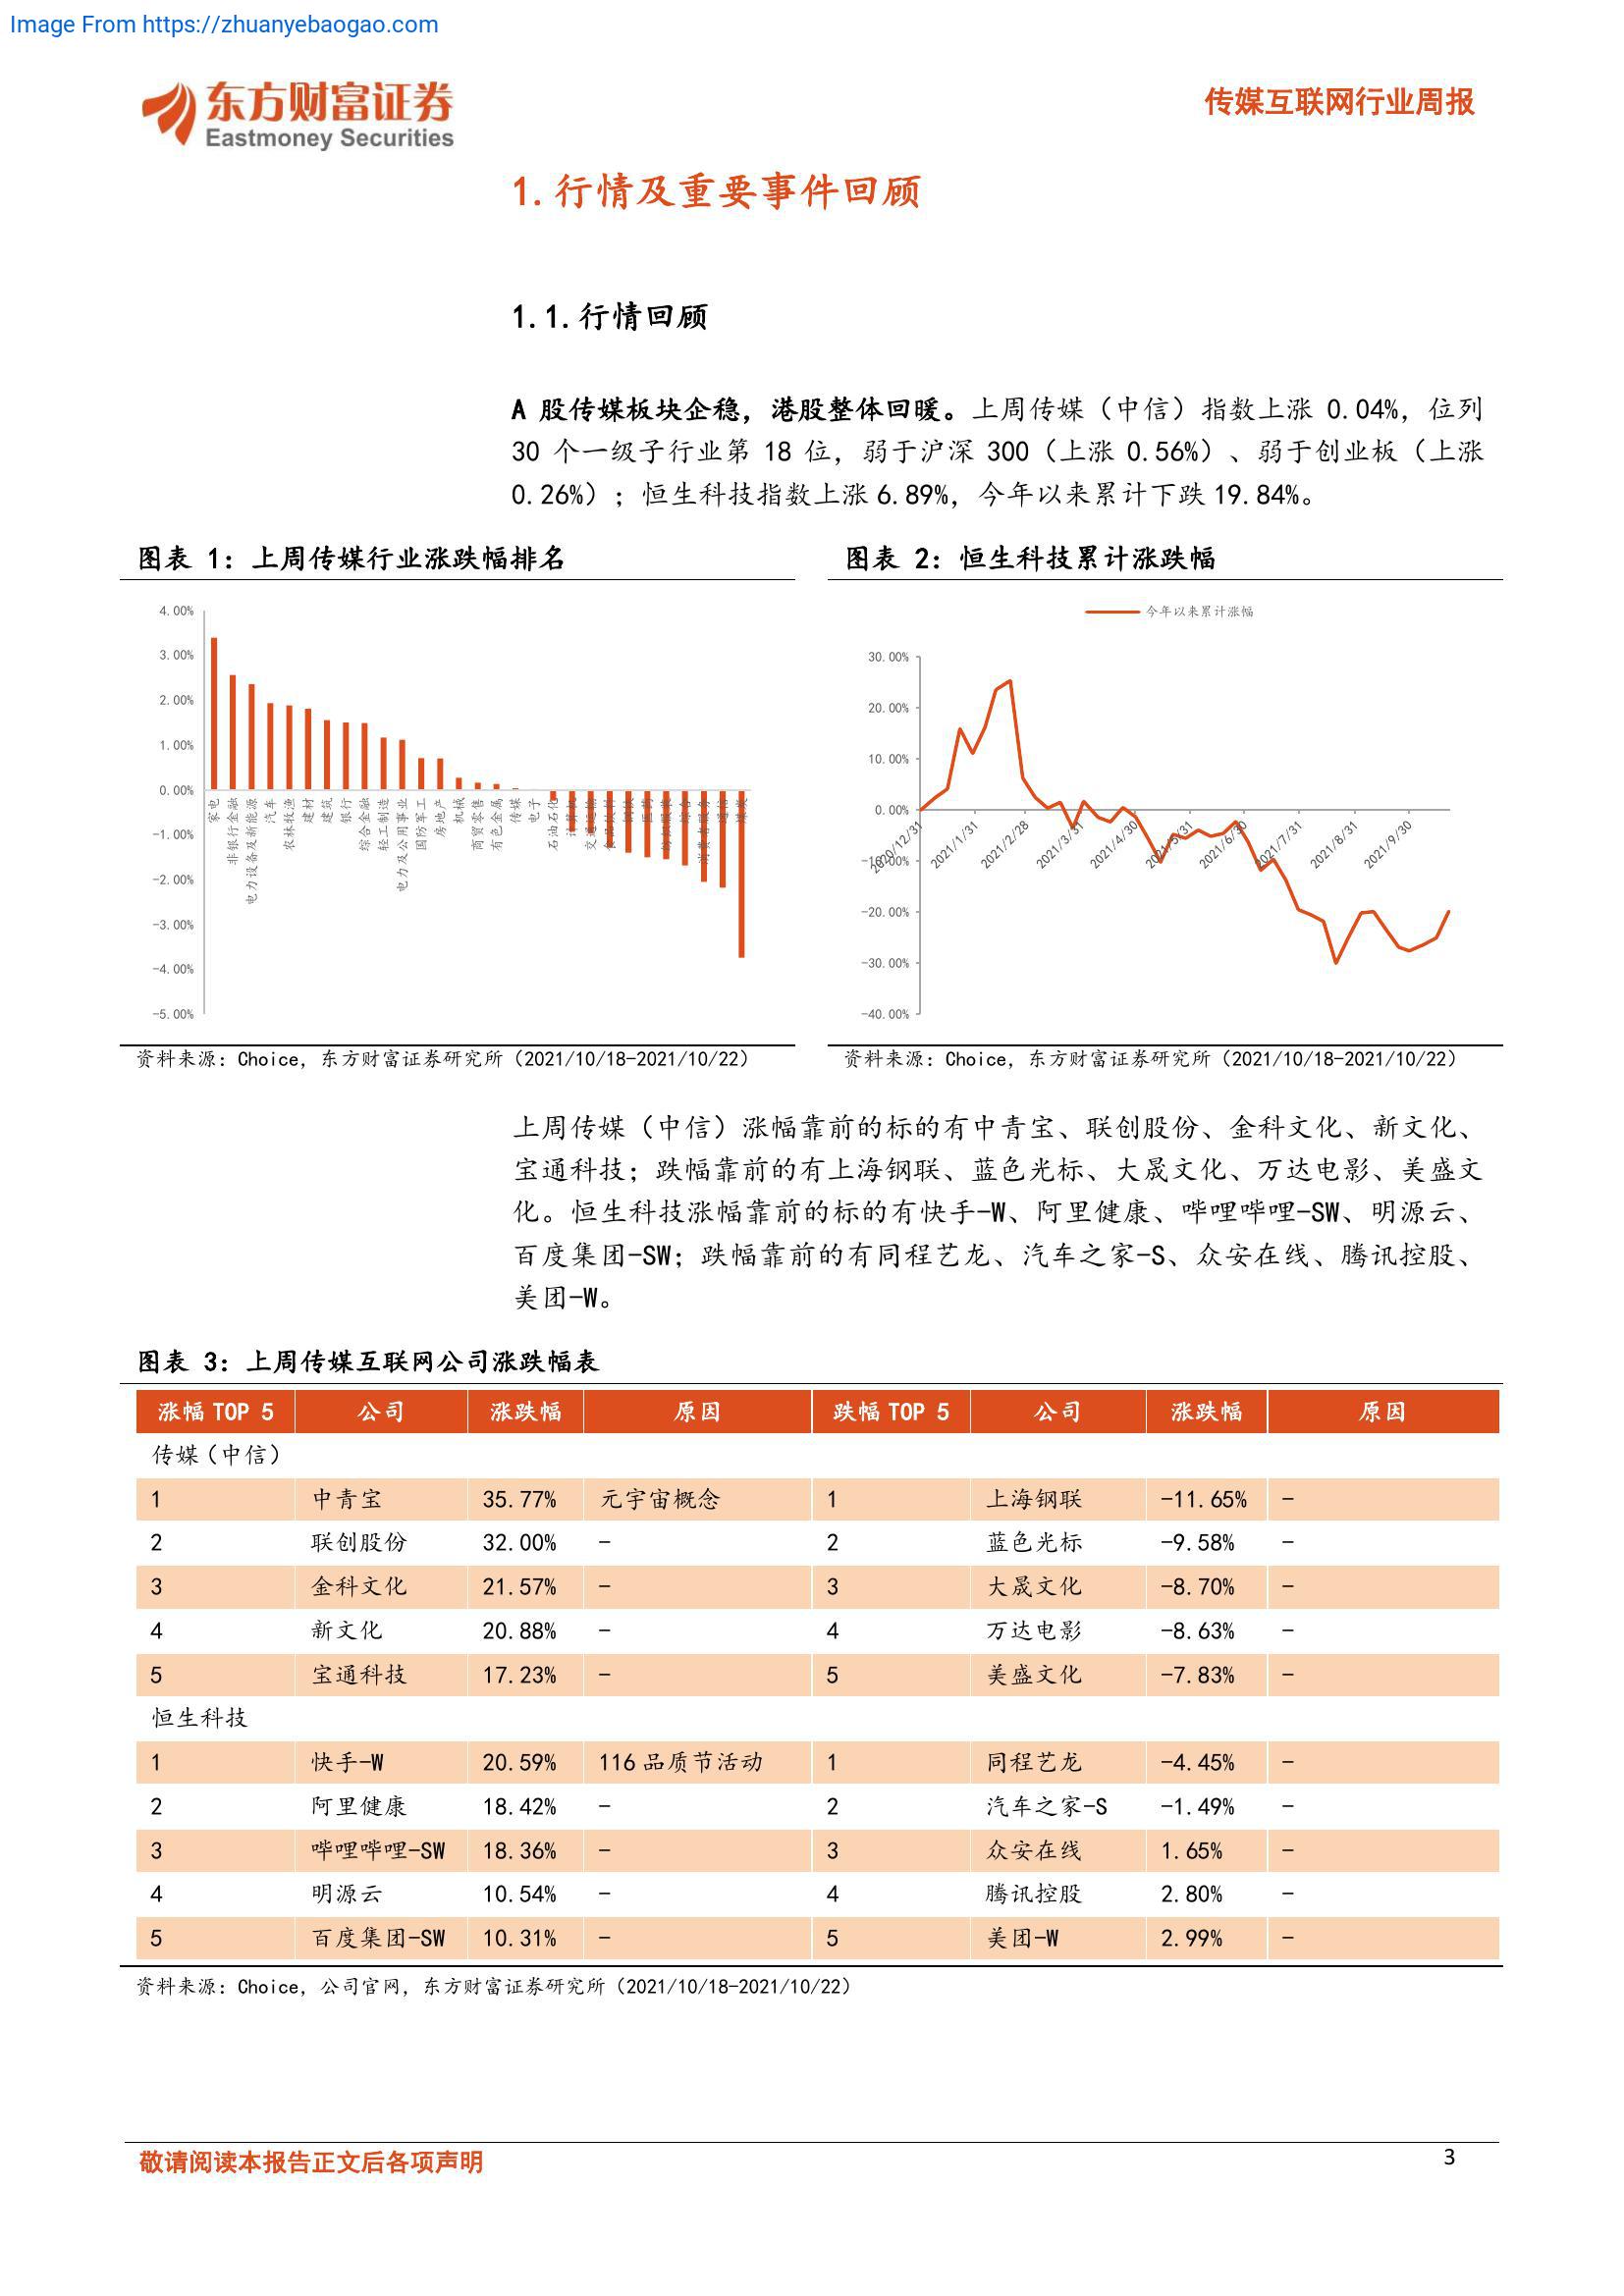 Image From https://zhuanyebaogao.com
东方财富证券
Eastmoney Securities
传媒互联网行业周报
1.行情及重要事件回顾
1.1.行情回顾
A 股传媒板块企稳，港股整体回暖。上周传媒（中信）指数上涨 0.04%，位列
30 个一级子行业第 18 位，弱于沪深 300（上涨 0.56%）、弱于创业板（上涨
0.26%）；恒生科技指数上涨 6.89%，今年以来累计下跌 19.84%。
图表 1：上周传媒行业涨跌幅排名
4.00%
3.00%
2.00%
1.00%
0.00%
-1.00%
-2.00%
-3.00%
-4.00%
-5.00%
家电
非银行金融
电力设备及新能源
汽车
农林牧渔
建材
建筑
银行
综合金融
轻工制造
电力及公用事业
国防军工
房地产
机械
商贸零售
有色金属
传媒
电子
石油石化
资料来源：Choice，东方财富证券研究所（2021/10/18-2021/10/22）
图表 2：恒生科技累计涨跌幅
今年以来累计涨幅
30.00%
20.00%
10.00%
0.00%
-10.00%
-20.00%
-30.00%
-40.00%
2020/12/31
2021/1/31
2021/2/28
2021/3/31
2021/4/30
2021/5/31
2021/6/30
2021/7/31
2021/8/31
2021/9/30
资料来源：Choice，东方财富证券研究所（2021/10/18-2021/10/22）
上周传媒（中信）涨幅靠前的标的有中青宝、联创股份、金科文化、新文化、
宝通科技；跌幅靠前的有上海钢联、蓝色光标、大晟文化、万达电影、美盛文
化。恒生科技涨幅靠前的标的有快手-W、阿里健康、哔哩哔哩-SW、明源云、
百度集团-SW；跌幅靠前的有同程艺龙、汽车之家-S、众安在线、腾讯控股、
美团-W。
图表 3：上周传媒互联网公司涨跌幅表
涨幅 TOP 5 公司 涨跌幅 原因 跌幅 TOP 5 公司 涨跌幅 原因
传媒（中信）
1 中青宝 35.77% 元宇宙概念 1 上海钢联 -11.65% -
2 联创股份 32.00% - 2 蓝色光标 -9.58% -
3 金科文化 21.57% - 3 大晟文化 -8.70% -
4 新文化 20.88% - 4 万达电影 -8.63% -
5 宝通科技 17.23% - 5 美盛文化 -7.83% -
恒生科技
1 快手-W 20.59% 116 品质节活动 1 同程艺龙 -4.45% -
2 阿里健康 18.42% - 2 汽车之家-S -1.49% -
3 哔哩哔哩-SW 18.36% - 3 众安在线 1.65% -
4 明源云 10.54% - 4 腾讯控股 2.80% -
5 百度集团-SW 10.31% - 5 美团-W 2.99% -
资料来源：Choice，公司官网，东方财富证券研究所（2021/10/18-2021/10/22）
敬请阅读本报告正文后各项声明
3